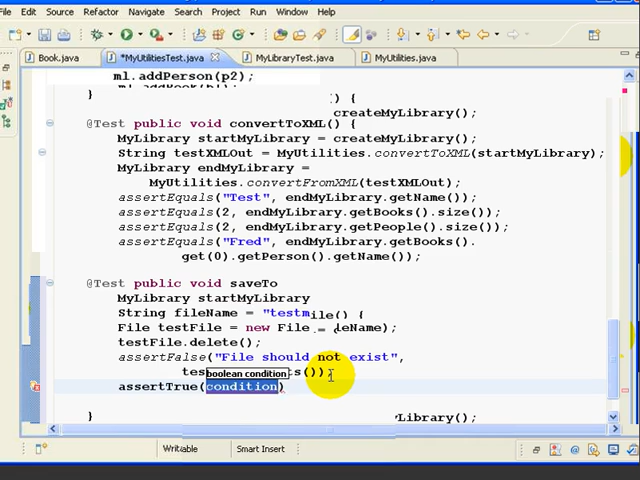 File Edit Source Refactor Navigate Search Project Run Window Help
Book.java *MyUtilitiesTest.java MyLibraryTest.java MyUtilities.java
ml.addPerson(p2);
() {
} createMyLibrary();
@Test public void convertToXML() {
MyLibrary startMyLibrary = createMyLibrary();
String testXMLOut = MyUtilities.convertToXML(startMyLibrary);
MyLibrary endMyLibrary =
MyUtilities.convertFromXML(testXMLOut);
assertEquals("Test", endMyLibrary.getName());
assertEquals(2, endMyLibrary.getBooks().size());
assertEquals(2, endMyLibrary.getPeople().size());
assertEquals("Fred", endMyLibrary.getBooks().
get(0).getPerson().getName());
}
@Test public void saveTo
MyLibrary startMyLibrary
String fileName = "testm
File testFile = new File
testFile.delete();
assertFalse("File should not exist",
boolean condition
assertTrue(condition)
}
Writable Smart Insert